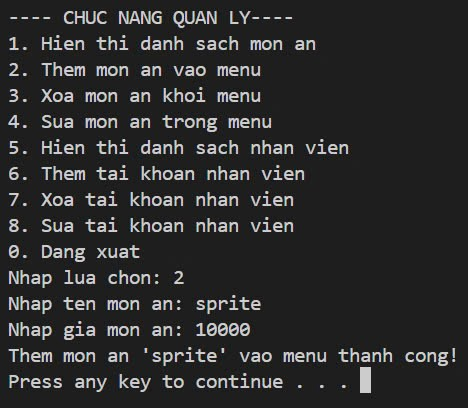 ---- CHUC NANG QUAN LY----
1. Hien thi danh sach mon an
2. Them mon an vao menu
3. Xoa mon an khoi menu
4. Sua mon an trong menu
5. Hien thi danh sach nhan vien
6. Them tai khoan nhan vien
7. Xoa tai khoan nhan vien
8. Sua tai khoan nhan vien
0. Dang xuat
Nhap lua chon: 2
Nhap ten mon an: sprite
Nhap gia mon an: 10000
Them mon an 'sprite' vao menu thanh cong!
Press any key to continue . . .